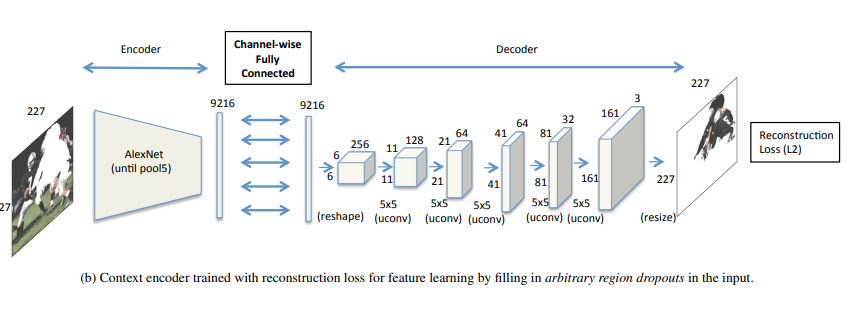 Encoder
Channel-wise
Fully
Connected
Decoder
227
27
AlexNet
(until pool5)
9216
9216
6
6
256
(reshape)
11
11
128
5x5
(uconv)
21
21
64
5x5
(uconv)
41
41
64
5x5
(uconv)
81
81
32
5x5
(uconv)
161
161
3
5x5
(uconv)
227
227
(resize)
Reconstruction
Loss (L2)
(b) Context encoder trained with reconstruction loss for feature learning by filling in arbitrary region dropouts in the input.